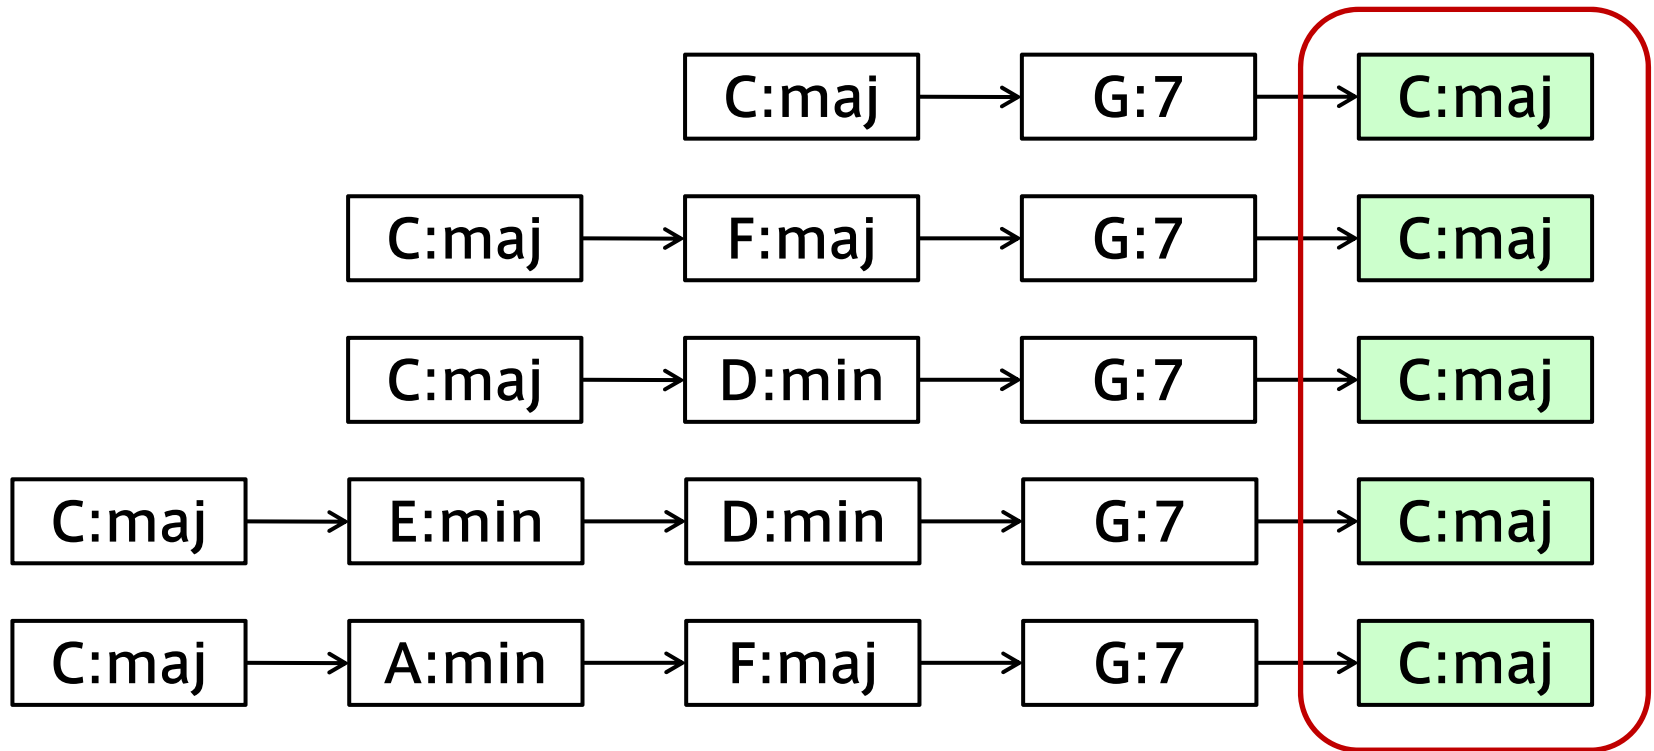 C:maj G:7 C:maj
C:maj F:maj G:7 C:maj
C:maj D:min G:7 C:maj
C:maj E:min D:min G:7 C:maj
C:maj A:min F:maj G:7 C:maj